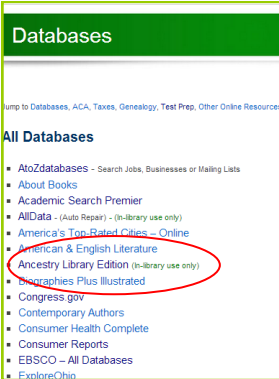 Databases
Jump to Databases, ACA, Taxes, Genealogy, Test Prep, Other Online Resources
All Databases
AtoZdatabases - Search Jobs, Businesses or Mailing Lists
About Books
Academic Search Premier
AllData - (Auto Repair) - (In-library use only)
America's Top-Rated Cities – Online
American & English Literature
Ancestry Library Edition (In-library use only)
Biographies Plus Illustrated
Congress.gov
Contemporary Authors
Consumer Health Complete
Consumer Reports
EBSCO – All Databases
ExploreOhio